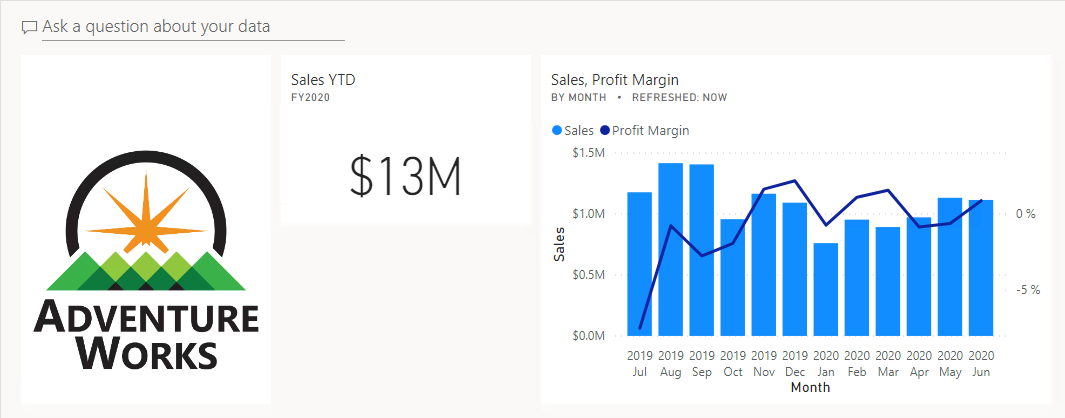 Ask a question about your data
ADVENTURE
WORKS
Sales YTD
FY2020
$13M
Sales, Profit Margin
BY MONTH • REFRESHED: NOW
Sales Profit Margin
$1.5M
$1.0M
$0.5M
$0.0M
Sales
0 %
-5 %
2019 2019 2019 2019 2019 2019 2020 2020 2020 2020 2020 2020
Jul Aug Sep Oct Nov Dec Jan Feb Mar Apr May Jun
Month